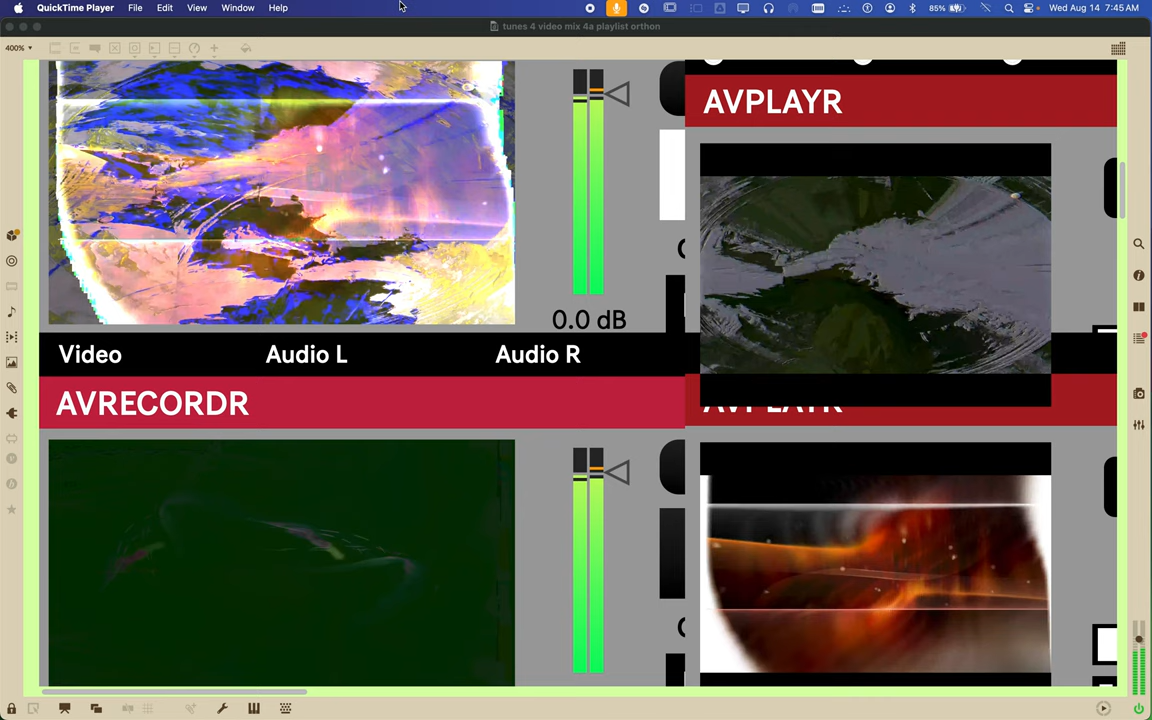 QuickTime Player File Edit View Window Help 85% Wed Aug 14 7:45 AM
tunes 4 video mix 4a playlist orthon
400%
AVPLAYR
0.0 dB
Video Audio L Audio R
AVRECORDR
AVPLAYR